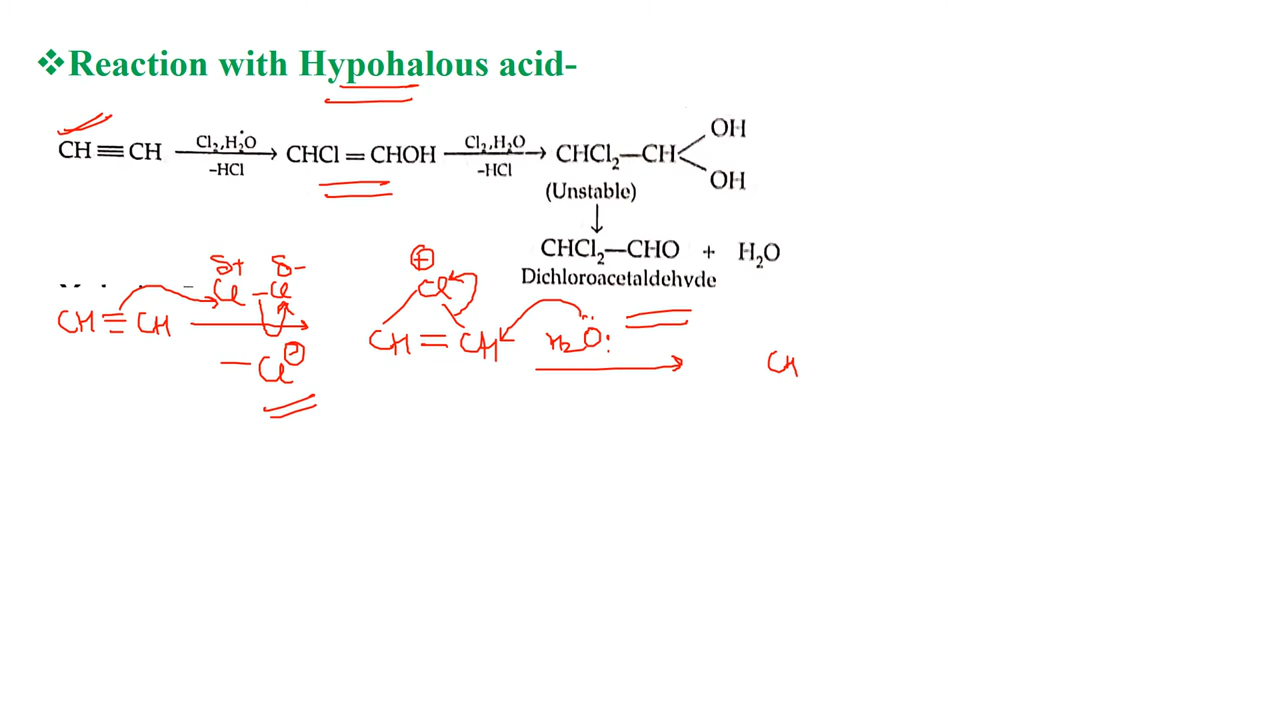 ❖Reaction with Hypohalous acid-
CH≡CH Cl₂,H₂O -HCl CHCl=CHOH Cl₂,H₂O -HCl CHCl₂—CH OH OH
(Unstable)
CHCl₂—CHO + H₂O
Dichloroacetaldehyde
δ+ δ-
Cl–Cl
CH≡CH
–Cl⊖
⊕
Cl
CH=CH H₂Ö:
CH